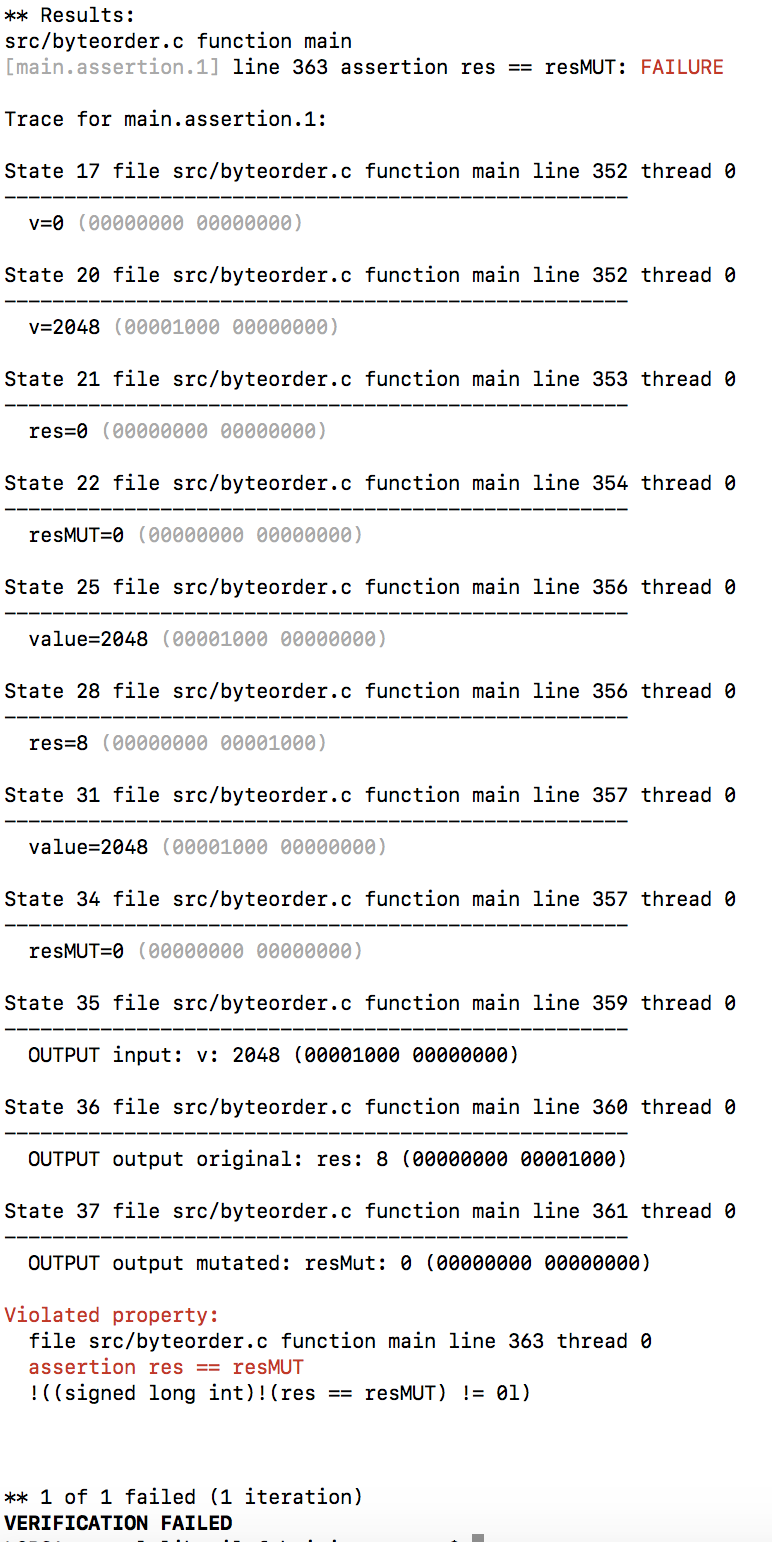 ** Results:
src/byteorder.c function main
[main.assertion.1] line 363 assertion res == resMUT: FAILURE
Trace for main.assertion.1:
State 17 file src/byteorder.c function main line 352 thread 0
----------------------------------------------------
v=0 (00000000 00000000)
State 20 file src/byteorder.c function main line 352 thread 0
----------------------------------------------------
v=2048 (00001000 00000000)
State 21 file src/byteorder.c function main line 353 thread 0
----------------------------------------------------
res=0 (00000000 00000000)
State 22 file src/byteorder.c function main line 354 thread 0
----------------------------------------------------
resMUT=0 (00000000 00000000)
State 25 file src/byteorder.c function main line 356 thread 0
----------------------------------------------------
value=2048 (00001000 00000000)
State 28 file src/byteorder.c function main line 356 thread 0
----------------------------------------------------
res=8 (00000000 00001000)
State 31 file src/byteorder.c function main line 357 thread 0
----------------------------------------------------
value=2048 (00001000 00000000)
State 34 file src/byteorder.c function main line 357 thread 0
----------------------------------------------------
resMUT=0 (00000000 00000000)
State 35 file src/byteorder.c function main line 359 thread 0
----------------------------------------------------
OUTPUT input: v: 2048 (00001000 00000000)
State 36 file src/byteorder.c function main line 360 thread 0
----------------------------------------------------
OUTPUT output original: res: 8 (00000000 00001000)
State 37 file src/byteorder.c function main line 361 thread 0
----------------------------------------------------
OUTPUT output mutated: resMut: 0 (00000000 00000000)
Violated property:
file src/byteorder.c function main line 363 thread 0
assertion res == resMUT
!((signed long int)!(res == resMUT) != 0l)
** 1 of 1 failed (1 iteration)
VERIFICATION FAILED